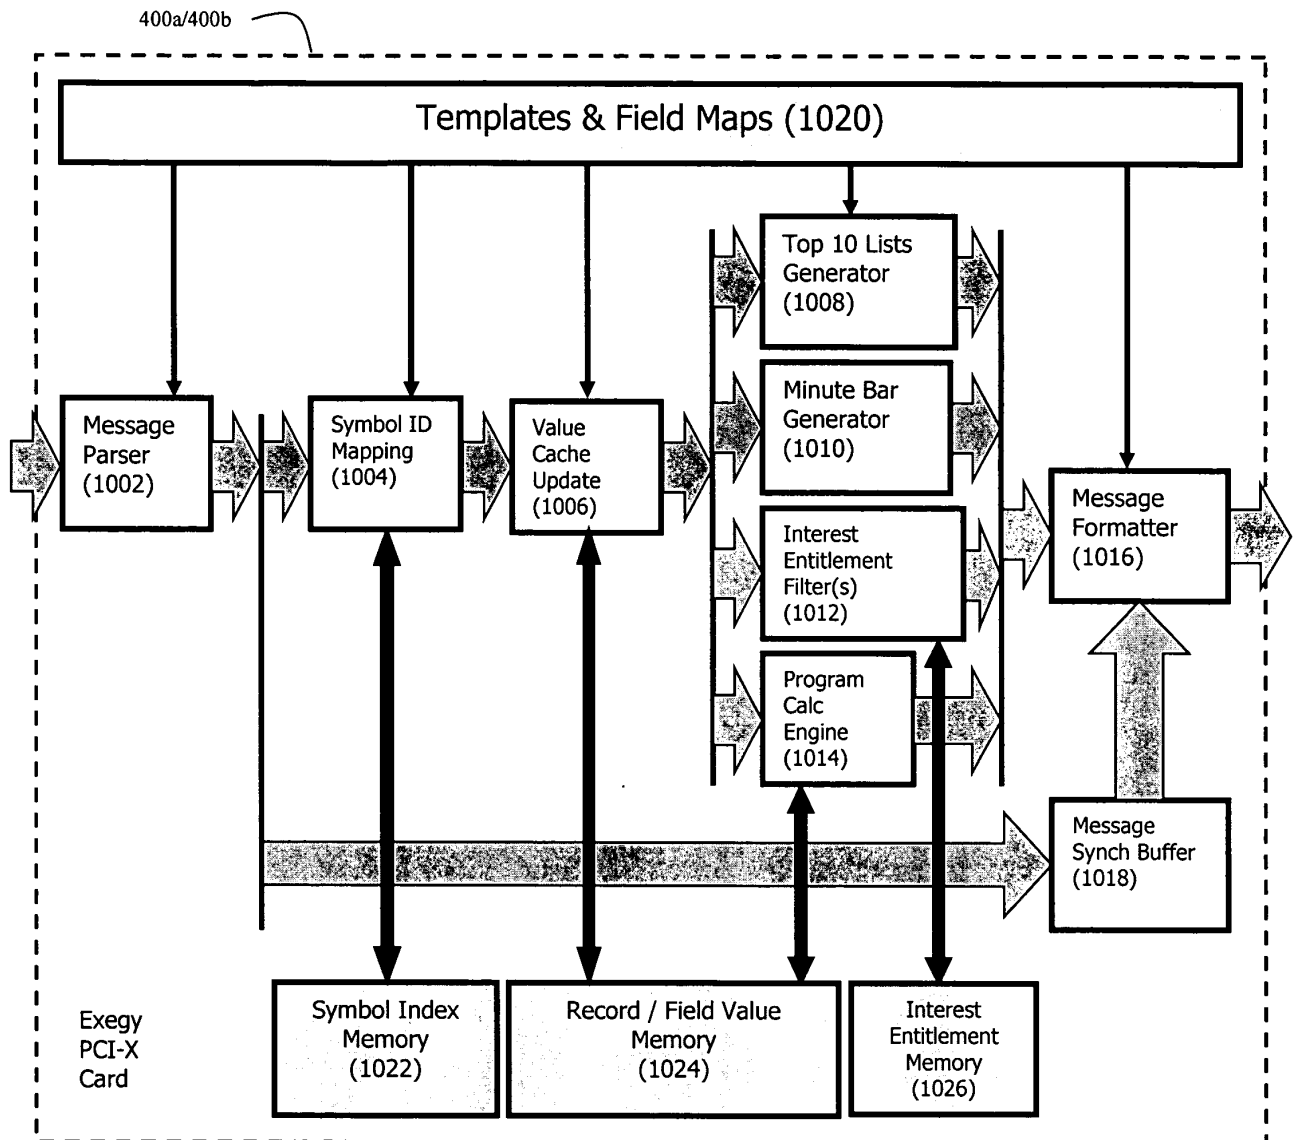 400a/400b
Templates & Field Maps (1020)
Top 10 Lists
Generator
(1008)
Message
Parser
(1002)
Symbol ID
Mapping
(1004)
Value
Cache
Update
(1006)
Minute Bar
Generator
(1010)
Interest
Entitlement
Filter(s)
(1012)
Program
Calc
Engine
(1014)
Message
Formatter
(1016)
Message
Synch Buffer
(1018)
Exegy
PCI-X
Card
Symbol Index
Memory
(1022)
Record / Field Value
Memory
(1024)
Interest
Entitlement
Memory
(1026)